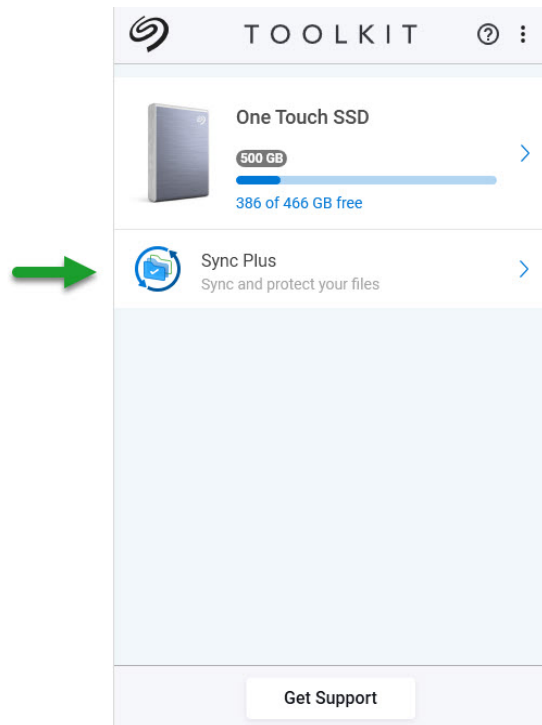 TOOLKIT
One Touch SSD
500 GB
386 of 466 GB free
Sync Plus
Sync and protect your files
Get Support